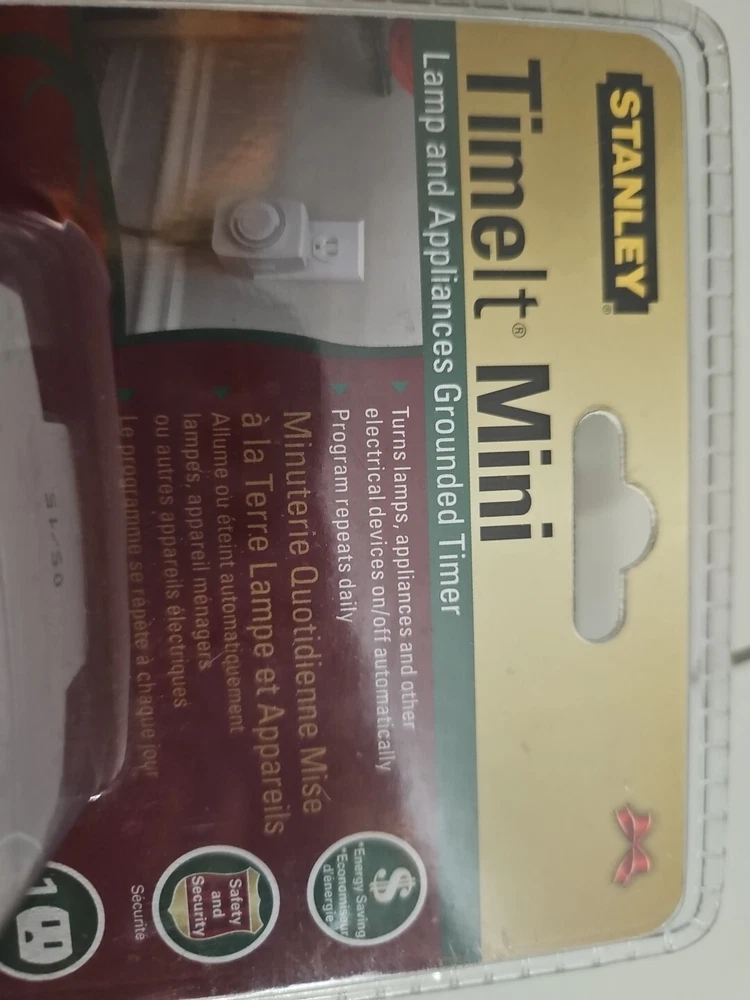 STANLEY®
TimeIt® Mini
Lamp and Appliances Grounded Timer
Turns lamps, appliances and other
electrical devices on/off automatically
Program repeats daily
Minuterie Quotidienne Mise
à la Terre Lampe et Appareils
Allume ou éteint automatiquement
lampes, appareil ménagers
ou autres appareils électriques
Le programme se répète à chaque jour
$
*Energy Saving
*Economiseur
d'énergie
Safety
and
Security
Sécurité
1